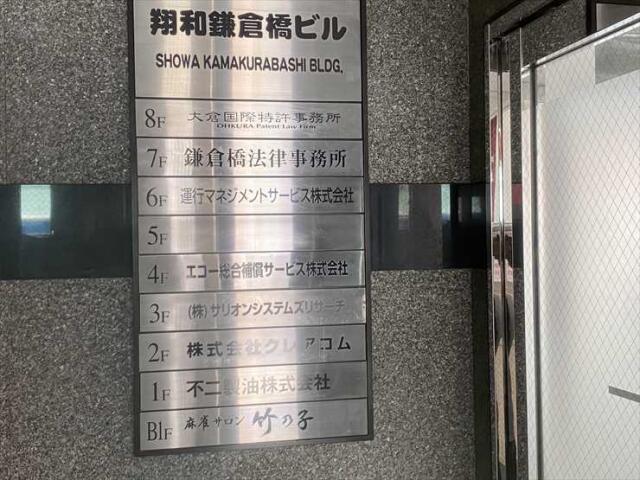 翔和鎌倉橋ビル
SHOWA KAMAKURABASHI BLDG.
8F 大倉国際特許事務所
OHKURA Patent Law Firm
7F 鎌倉橋法律事務所
6F 運行マネジメントサービス株式会社
5F
4F エコー総合補償サービス株式会社
3F (株)サリオンシステムズリサーチ
2F 株式会社クレアコム
1F 不二製油株式会社
B1F 麻雀サロン 竹の子